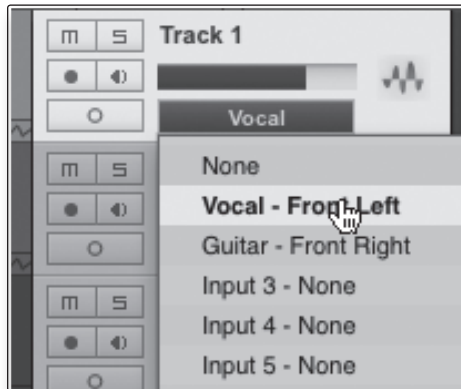 M S Track 1
Vocal
M S
None
Vocal - Front Left
Guitar - Front Right
Input 3 - None
M S
Input 4 - None
Input 5 - None